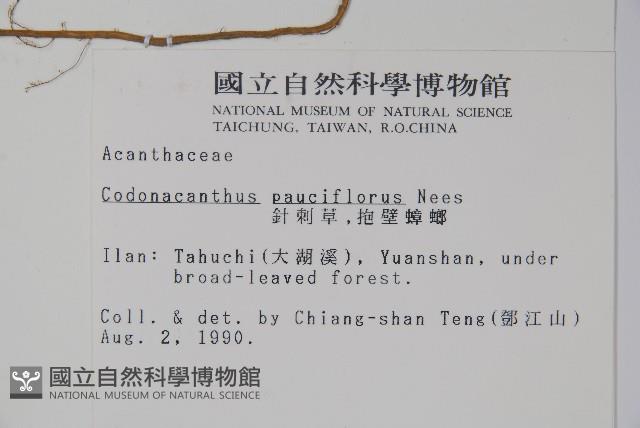 國立自然科學博物館
NATIONAL MUSEUM OF NATURAL SCIENCE
TAICHUNG, TAIWAN, R.O.CHINA
Acanthaceae
Codonacanthus pauciflorus Nees
針刺草,抱壁蟑螂
Ilan: Tahuchi(大湖溪), Yuanshan, under
broad-leaved forest.
Coll. & det. by Chiang-shan Teng(鄧江山)
Aug. 2, 1990.
國立自然科學博物館
NATIONAL MUSEUM OF NATURAL SCIENCE